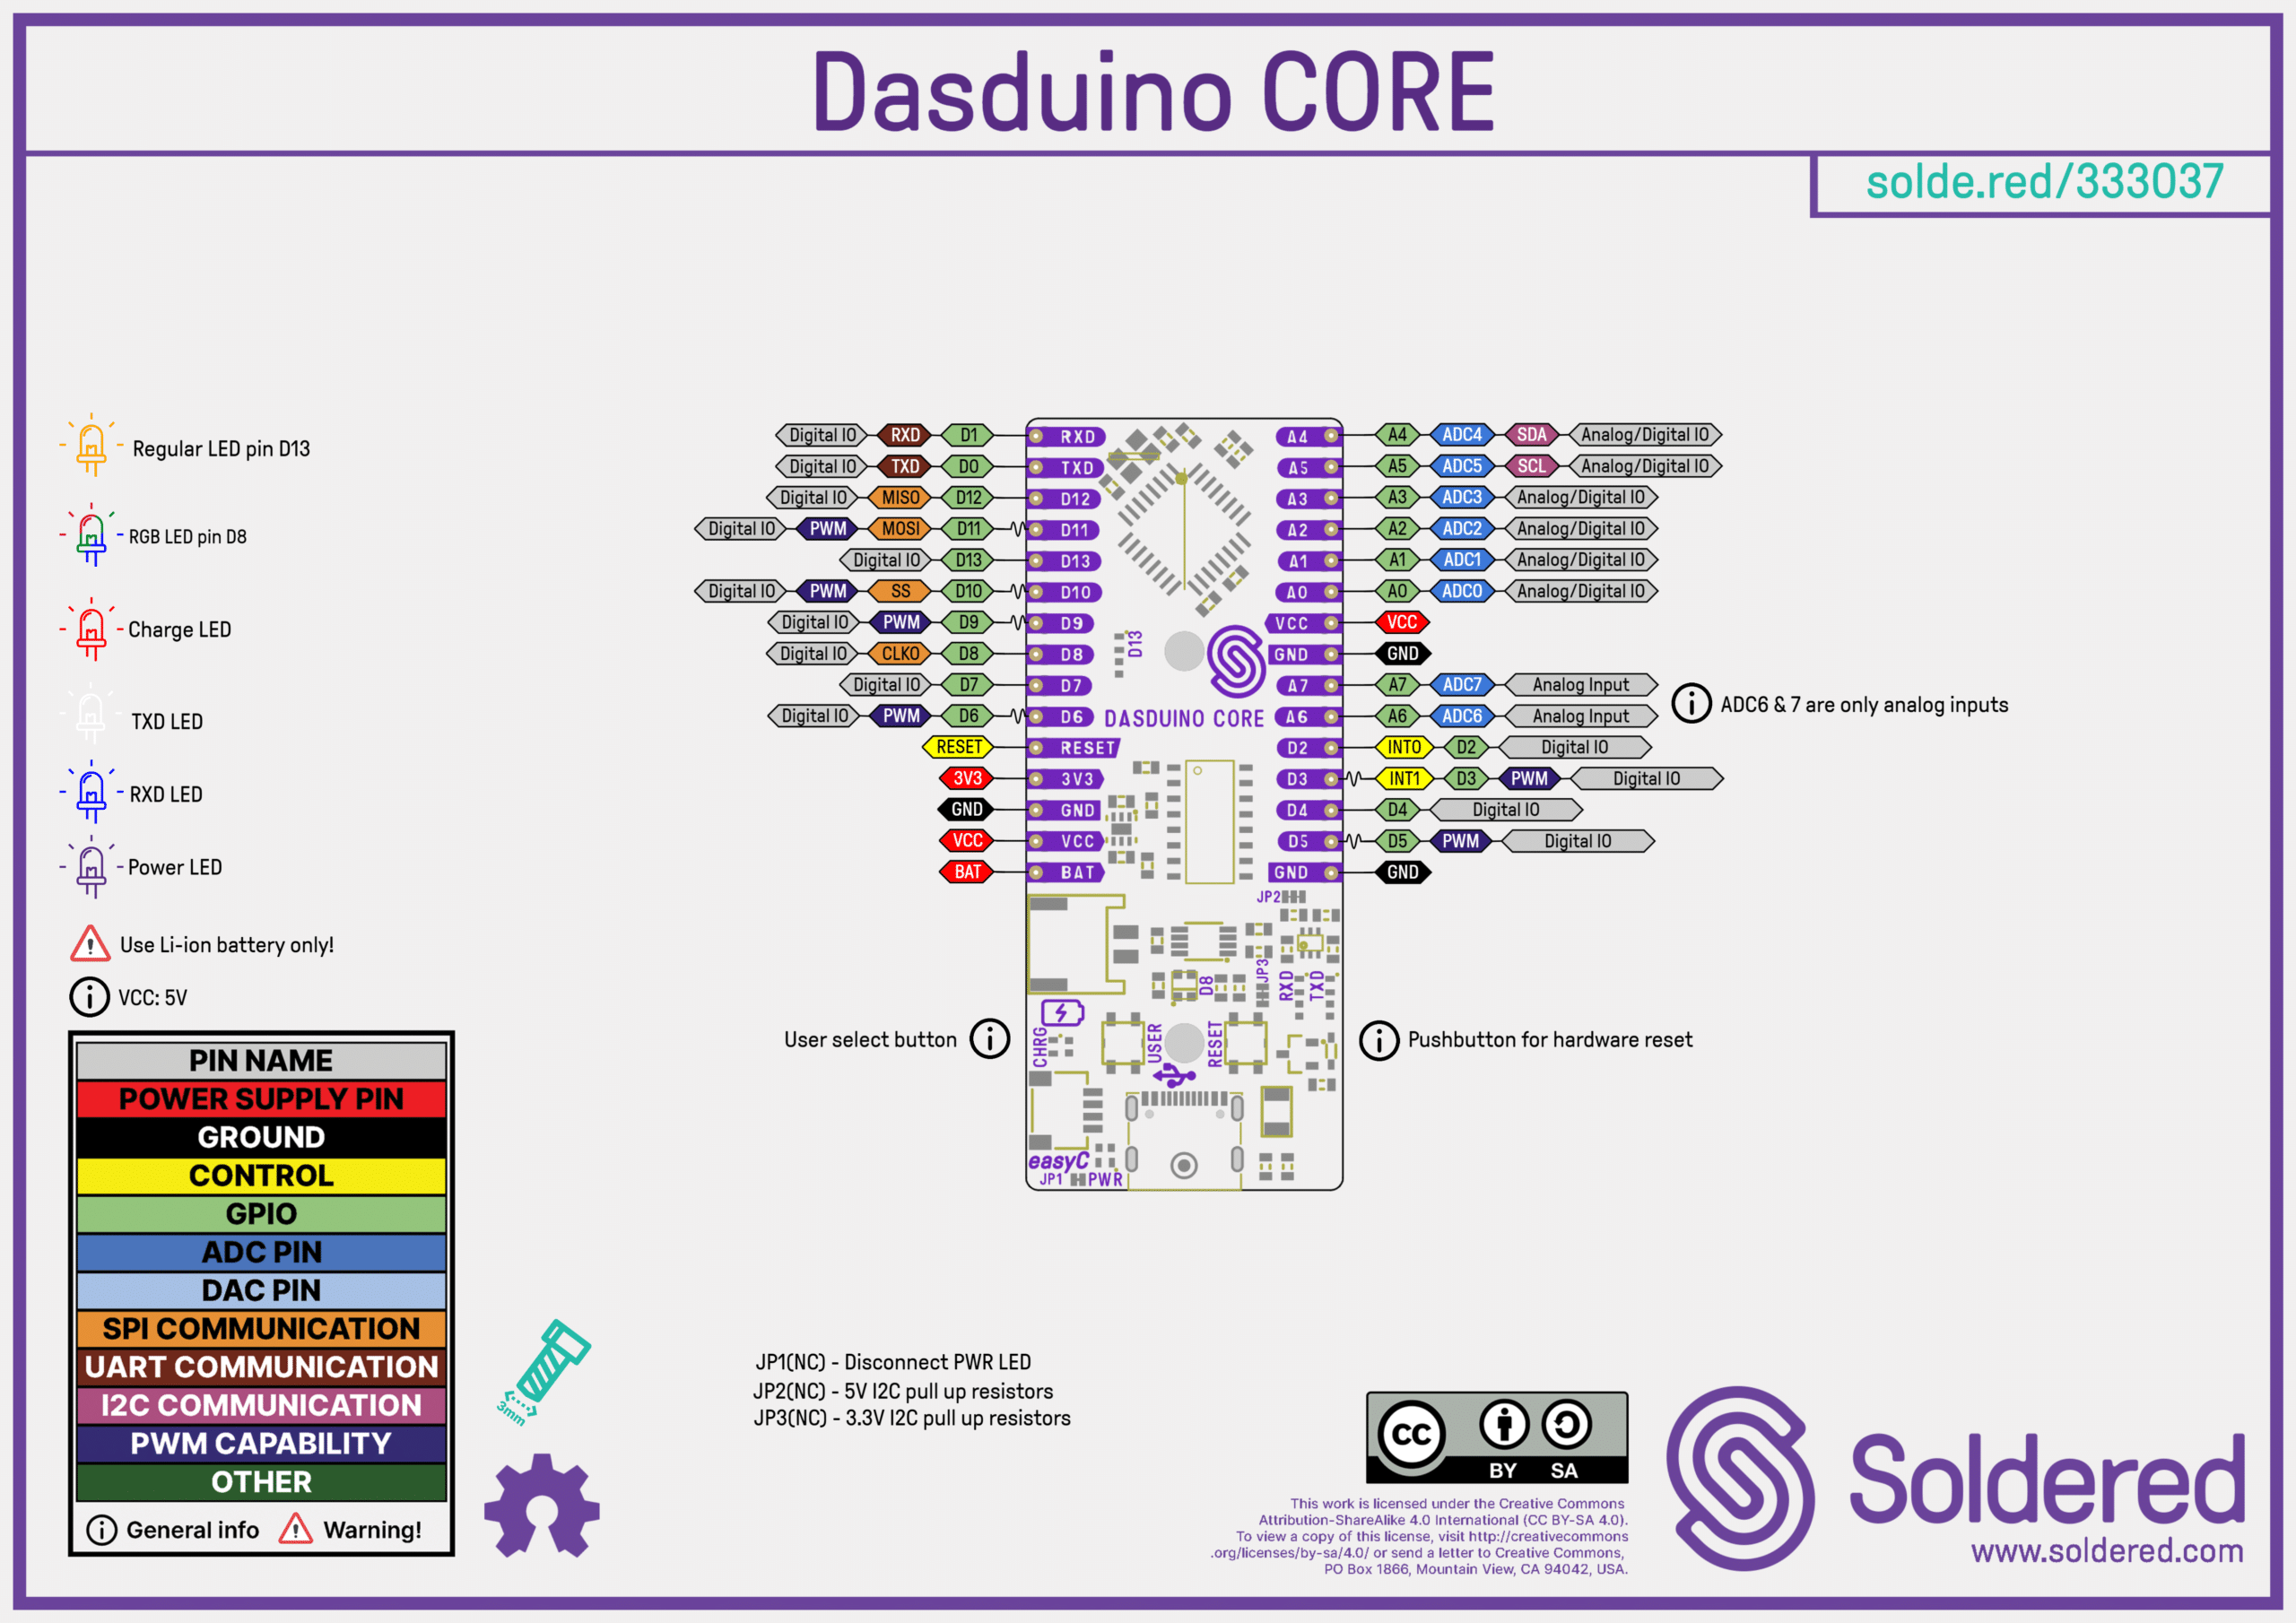 Dasduino CORE
solde.red/333037
Regular LED pin D13
RGB LED pin D8
Charge LED
TXD LED
RXD LED
Power LED
Use Li-ion battery only!
VCC: 5V
Digital IO RXD D1 RXD A4 A4 ADC4 SDA Analog/Digital IO
Digital IO TXD D0 TXD A5 A5 ADC5 SCL Analog/Digital IO
Digital IO MISO D12 D12 A3 A3 ADC3 Analog/Digital IO
Digital IO PWM MOSI D11 D11 A2 A2 ADC2 Analog/Digital IO
Digital IO D13 D13 A1 A1 ADC1 Analog/Digital IO
Digital IO PWM SS D10 D10 A0 A0 ADC0 Analog/Digital IO
Digital IO PWM D9 D9 VCC VCC
D13
Digital IO CLKO D8 D8 GND GND
Digital IO D7 D7 A7 A7 ADC7 Analog Input
ADC6 & 7 are only analog inputs
Digital IO PWM D6 D6 DASDUINO CORE A6 A6 ADC6 Analog Input
RESET RESET D2 INT0 D2 Digital IO
3V3 3V3 D3 INT1 D3 PWM Digital IO
GND GND D4 D4 Digital IO
VCC VCC D5 D5 PWM Digital IO
BAT BAT GND GND
JP2
D8 JP3 RXD TXD
User select button
CHRG USER RESET
Pushbutton for hardware reset
easyC
JP1 PWR
PIN NAME
POWER SUPPLY PIN
GROUND
CONTROL
GPIO
ADC PIN
DAC PIN
SPI COMMUNICATION
UART COMMUNICATION
I2C COMMUNICATION
PWM CAPABILITY
OTHER
General info Warning!
3mm
JP1(NC) - Disconnect PWR LED
JP2(NC) - 5V I2C pull up resistors
JP3(NC) - 3.3V I2C pull up resistors
CC BY SA
This work is licensed under the Creative Commons
Attribution-ShareAlike 4.0 International (CC BY-SA 4.0).
To view a copy of this license, visit http://creativecommons
.org/licenses/by-sa/4.0/ or send a letter to Creative Commons,
PO Box 1866, Mountain View, CA 94042, USA.
Soldered
www.soldered.com